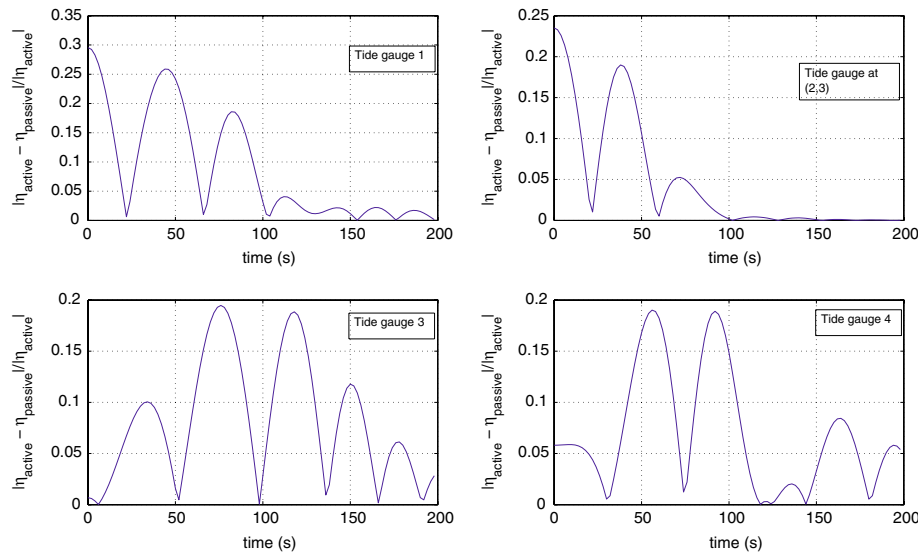 0.35
0.3
0.25
0.2
0.15
0.1
0.05
0
0 50 100 150 200
time (s)
|η_active − η_passive|/|η_active|
Tide gauge 1
0.25
0.2
0.15
0.1
0.05
0
0 50 100 150 200
time (s)
|η_active − η_passive|/|η_active|
Tide gauge at
(2,3)
0.2
0.15
0.1
0.05
0
0 50 100 150 200
time (s)
|η_active − η_passive|/|η_active|
Tide gauge 3
0.2
0.15
0.1
0.05
0
0 50 100 150 200
time (s)
|η_active − η_passive|/|η_active|
Tide gauge 4